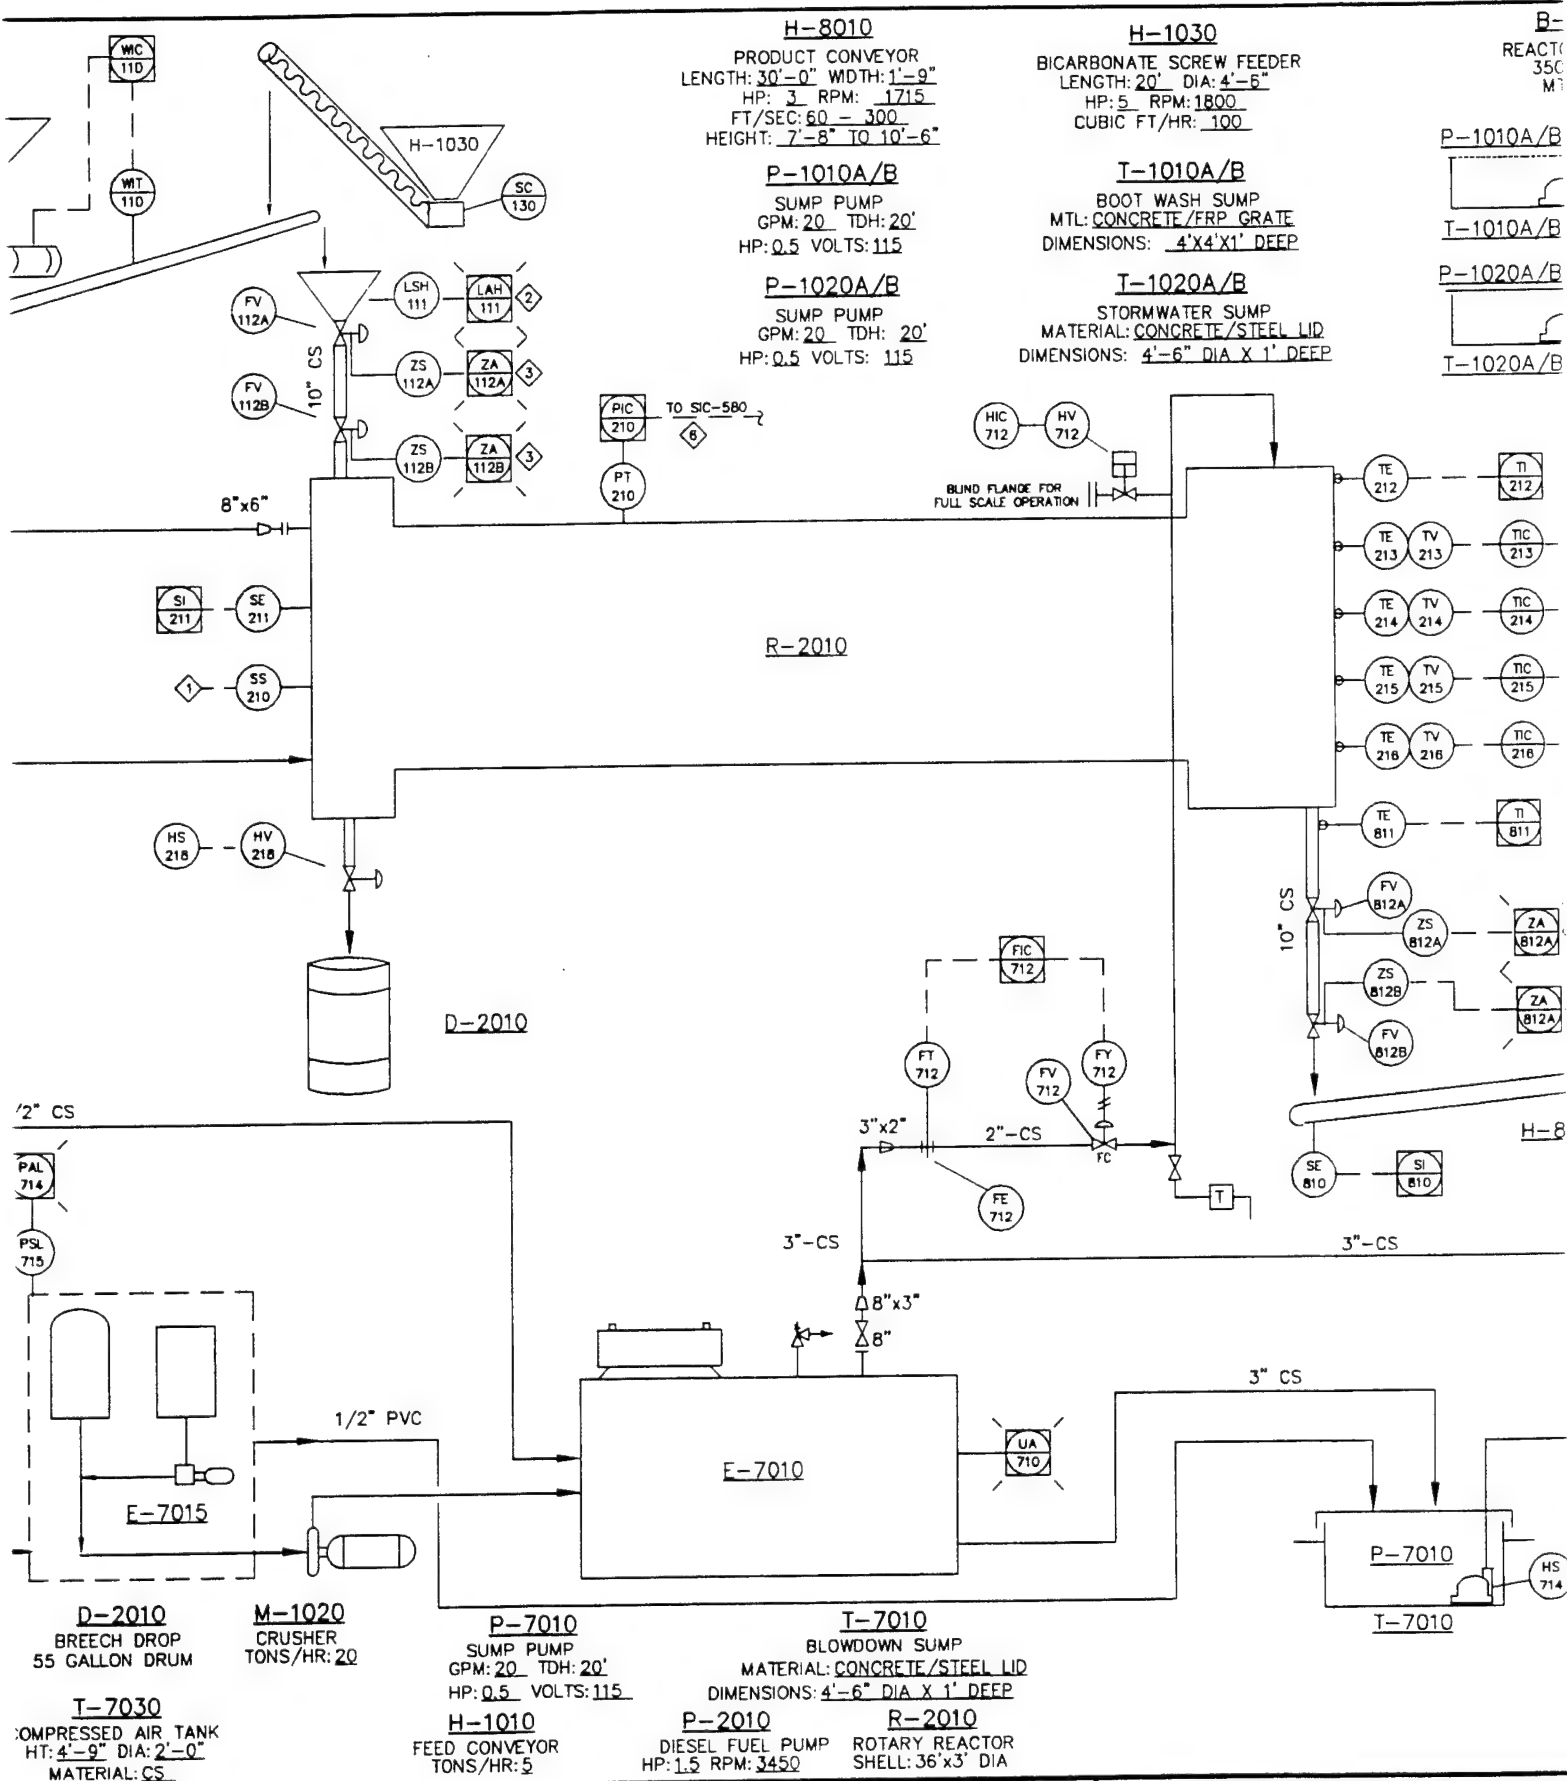 H-8010
PRODUCT CONVEYOR
LENGTH: 30'-0" WIDTH: 1'-9"
HP: 3 RPM: 1715
FT/SEC: 60 - 300
HEIGHT: 7'-8" TO 10'-6"
H-1030
BICARBONATE SCREW FEEDER
LENGTH: 20' DIA: 4'-6"
HP: 5 RPM: 1800
CUBIC FT/HR: 100
P-1010A/B
SUMP PUMP
GPM: 20 TDH: 20'
HP: 0.5 VOLTS: 115
T-1010A/B
BOOT WASH SUMP
MTL: CONCRETE/FRP GRATE
DIMENSIONS: 4'X4'X1' DEEP
P-1020A/B
SUMP PUMP
GPM: 20 TDH: 20'
HP: 0.5 VOLTS: 115
T-1020A/B
STORMWATER SUMP
MATERIAL: CONCRETE/STEEL LID
DIMENSIONS: 4'-6" DIA X 1' DEEP
B-
REACT
350
P-1010A/B
T-1010A/B
P-1020A/B
T-1020A/B
WIC
110
WIT
110
H-1030
SC
130
FV
112A
LSH
111
LAH
111
2
10" CS
ZS
112A
ZA
112A
3
FV
112B
ZS
112B
ZA
112B
3
PIC
210
TO SIC-580
6
PT
210
HIC
712
HV
712
BLIND FLANGE FOR
FULL SCALE OPERATION
8"x6"
SI
211
SE
211
1
SS
210
R-2010
TE
212
TI
212
TE
213
TV
213
TIC
213
TE
214
TV
214
TIC
214
TE
215
TV
215
TIC
215
TE
216
TV
216
TIC
216
TE
811
TI
811
HS
218
HV
218
D-2010
10" CS
FV
812A
ZS
812A
ZA
812A
ZS
812B
ZA
812A
FV
812B
FIC
712
FT
712
FV
712
FY
712
3"x2"
2"-CS
FC
FE
712
T
H-8
SE
810
SI
810
/2" CS
PAL
714
PSL
715
3"-CS
3"-CS
8"x3"
8"
1/2" PVC
E-7015
E-7010
UA
710
3" CS
P-7010
HS
714
T-7010
D-2010
BREECH DROP
55 GALLON DRUM
M-1020
CRUSHER
TONS/HR: 20
P-7010
SUMP PUMP
GPM: 20 TDH: 20'
HP: 0.5 VOLTS: 115
T-7010
BLOWDOWN SUMP
MATERIAL: CONCRETE/STEEL LID
DIMENSIONS: 4'-6" DIA X 1' DEEP
T-7030
COMPRESSED AIR TANK
HT: 4'-9" DIA: 2'-0"
MATERIAL: CS
H-1010
FEED CONVEYOR
TONS/HR: 5
P-2010
DIESEL FUEL PUMP
HP: 1.5 RPM: 3450
R-2010
ROTARY REACTOR
SHELL: 36'x3' DIA